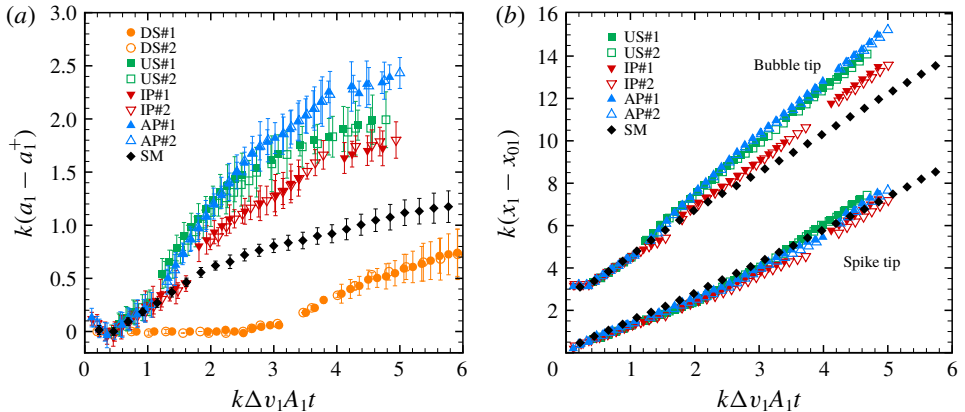 (a)
3.0
2.5
2.0
1.5
1.0
0.5
0
k(a₁ − a₁⁺)
DS#1
DS#2
US#1
US#2
IP#1
IP#2
AP#1
AP#2
SM
0 1 2 3 4 5 6
kΔv₁A₁t
(b)
16
14
12
10
8
6
4
2
0
k(x₁ − x₀₁)
US#1
US#2
IP#1
IP#2
AP#1
AP#2
SM
Bubble tip
Spike tip
0 1 2 3 4 5 6
kΔv₁A₁t